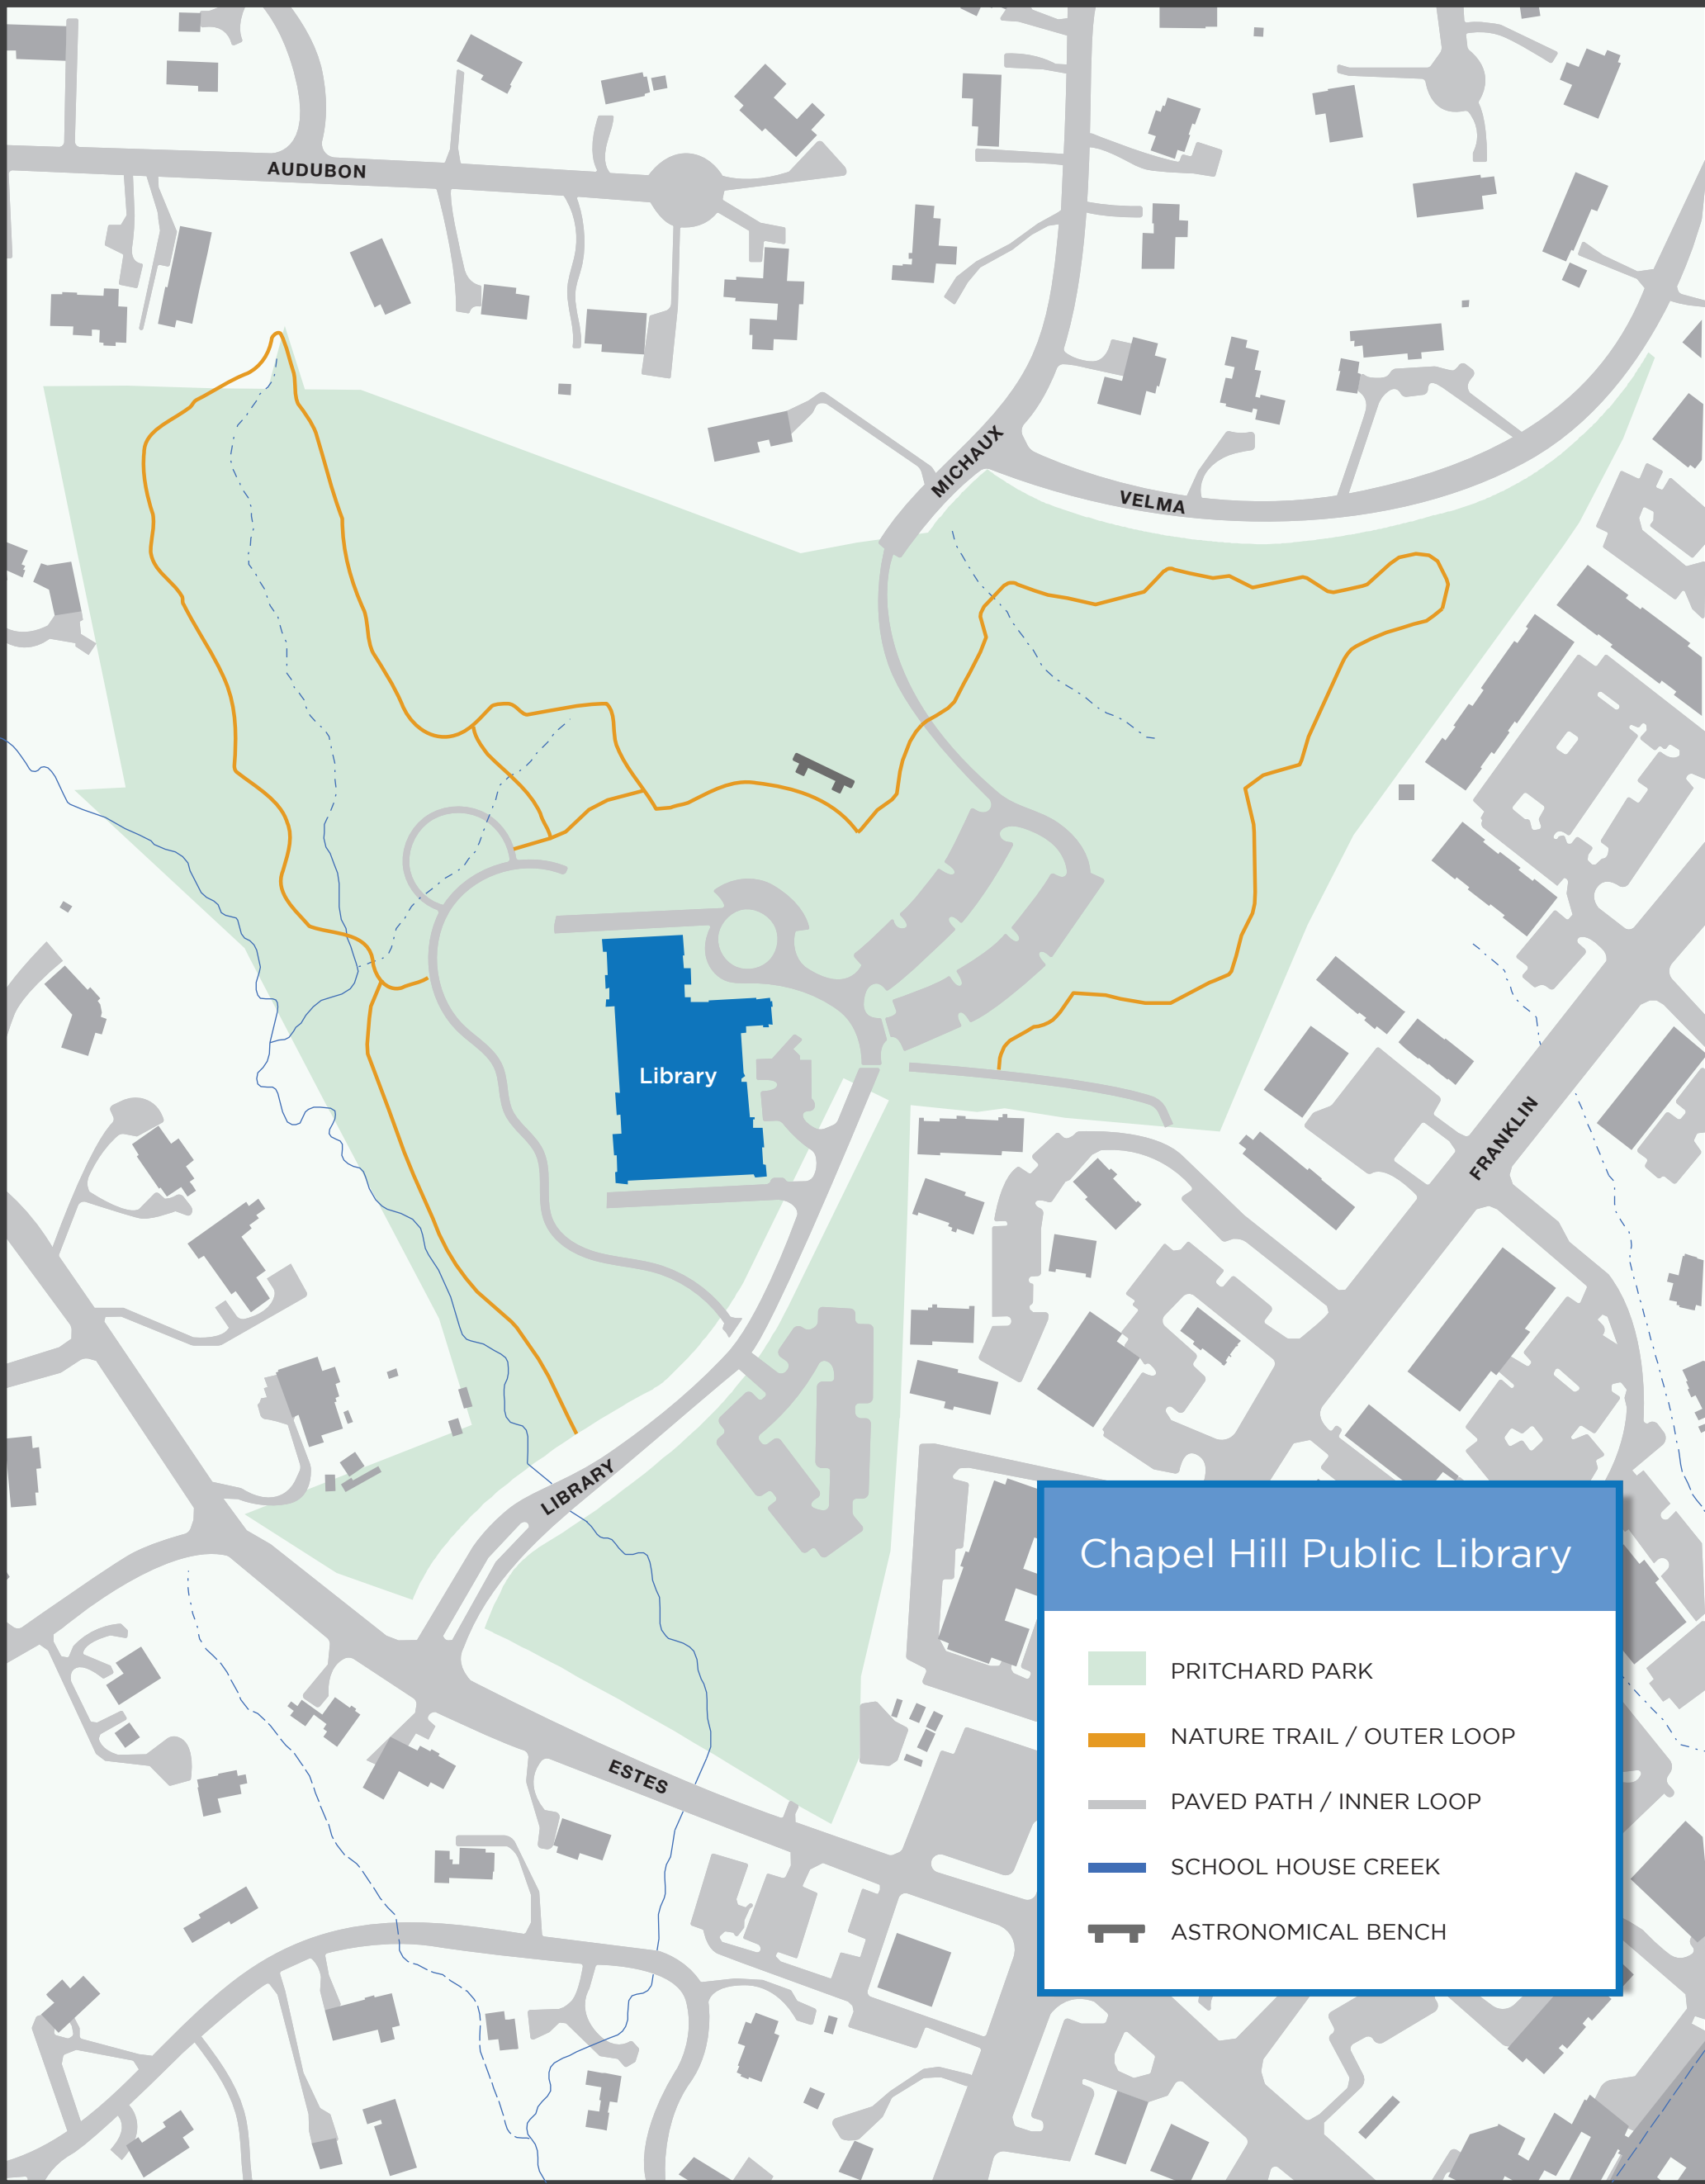 AUDUBON
MICHAUX
VELMA
Library
FRANKLIN
LIBRARY
ESTES
Chapel Hill Public Library
PRITCHARD PARK
NATURE TRAIL / OUTER LOOP
PAVED PATH / INNER LOOP
SCHOOL HOUSE CREEK
ASTRONOMICAL BENCH